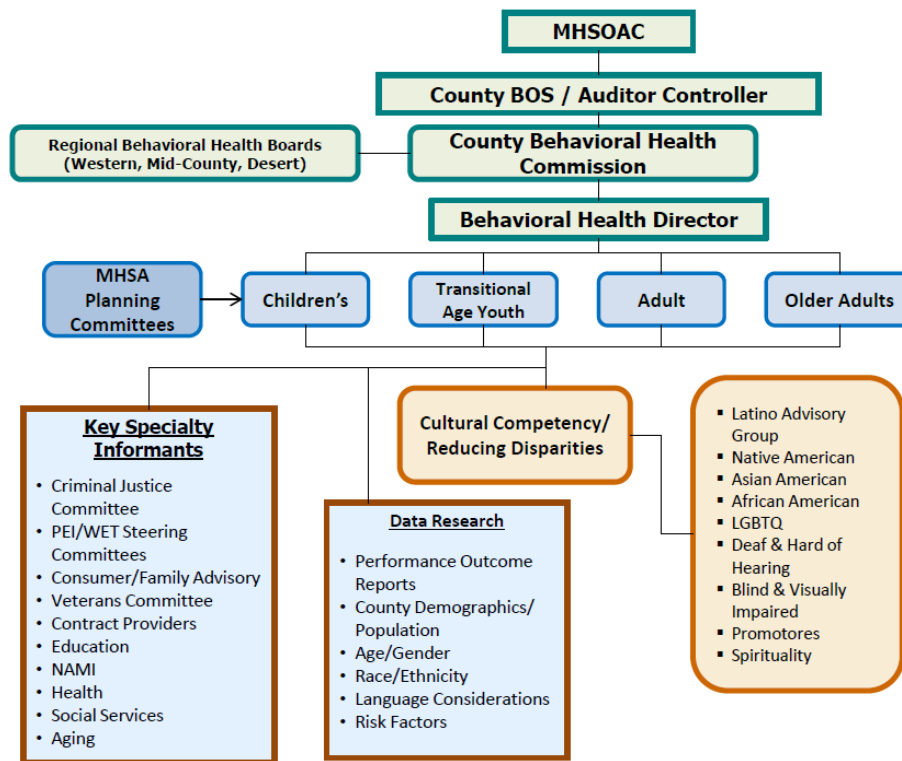 MHSOAC
County BOS / Auditor Controller
Regional Behavioral Health Boards
(Western, Mid-County, Desert)
County Behavioral Health
Commission
Behavioral Health Director
MHSA
Planning
Committees
Children's
Transitional
Age Youth
Adult
Older Adults
Key Specialty
Informants
• Criminal Justice
Committee
• PEI/WET Steering
Committees
• Consumer/Family Advisory
• Veterans Committee
• Contract Providers
• Education
• NAMI
• Health
• Social Services
• Aging
Data Research
• Performance Outcome
Reports
• County Demographics/
Population
• Age/Gender
• Race/Ethnicity
• Language Considerations
• Risk Factors
Cultural Competency/
Reducing Disparities
▪ Latino Advisory
Group
▪ Native American
▪ Asian American
▪ African American
▪ LGBTQ
▪ Deaf & Hard of
Hearing
▪ Blind & Visually
Impaired
▪ Promotores
▪ Spirituality